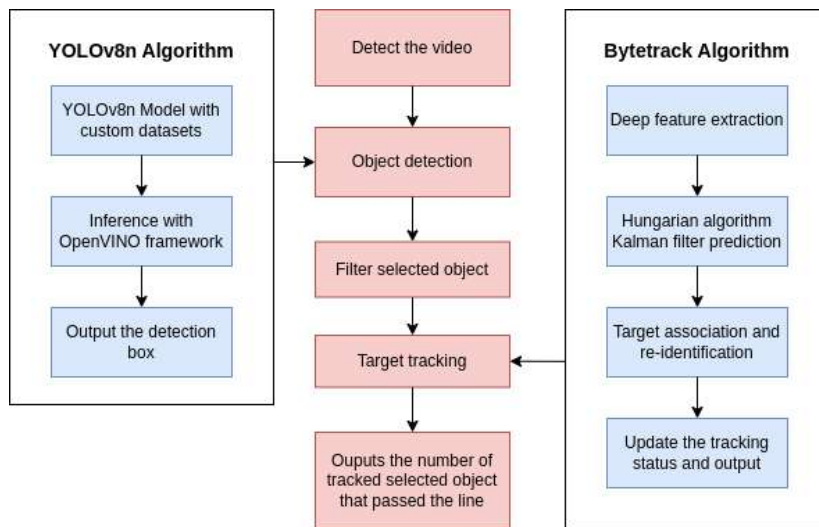 YOLOv8n Algorithm
YOLOv8n Model with
custom datasets
Inference with
OpenVINO framework
Output the detection
box
Detect the video
Object detection
Filter selected object
Target tracking
Ouputs the number of
tracked selected object
that passed the line
Bytetrack Algorithm
Deep feature extraction
Hungarian algorithm
Kalman filter prediction
Target association and
re-identification
Update the tracking
status and output